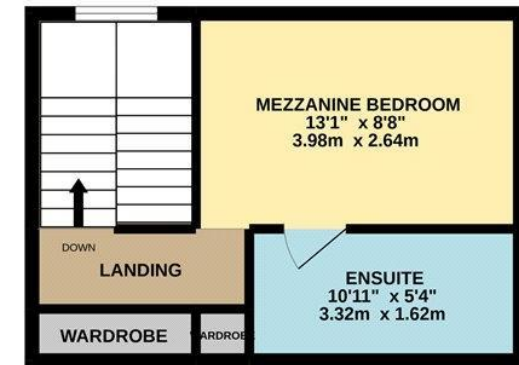 MEZZANINE BEDROOM
13'1" x 8'8"
3.98m x 2.64m
DOWN
LANDING
ENSUITE
10'11" x 5'4"
3.32m x 1.62m
WARDROBE
WARDROBE